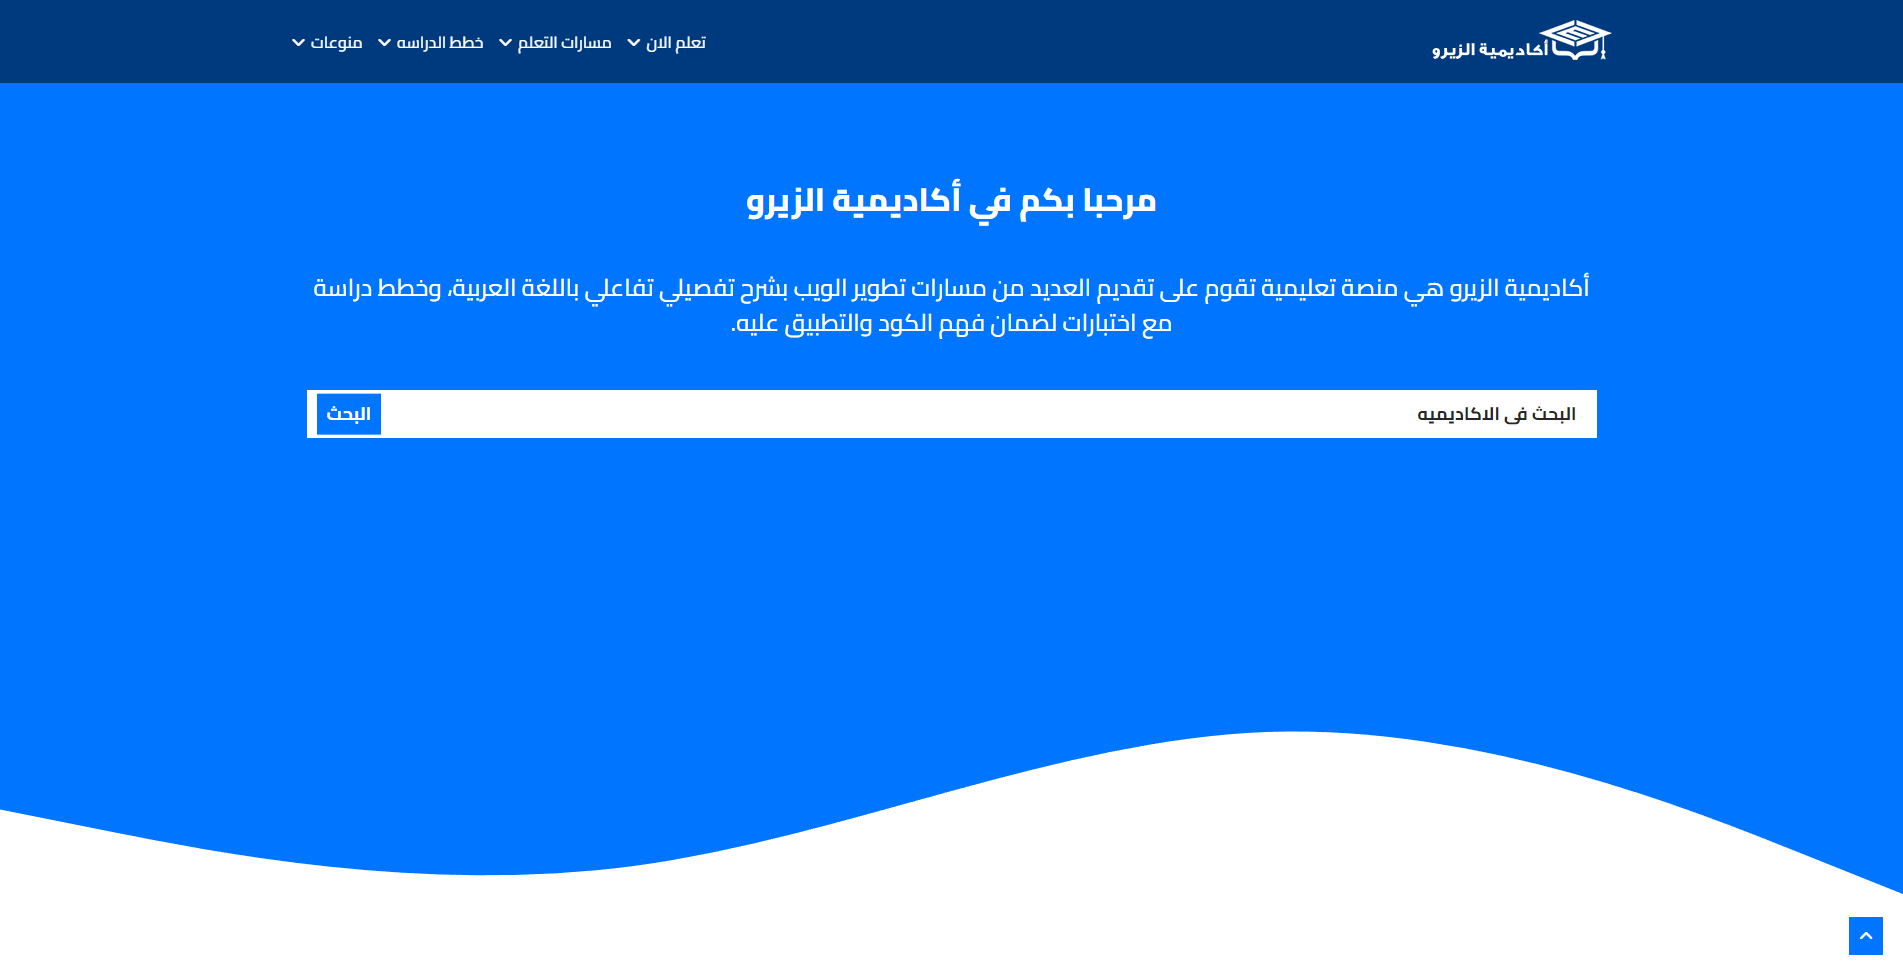 أكاديمية الزيرو
تعلم الان
مسارات التعلم
خطط الدراسه
منوعات
مرحبا بكم في أكاديمية الزيرو
أكاديمية الزيرو هي منصة تعليمية تقوم على تقديم العديد من مسارات تطوير الويب بشرح تفصيلي تفاعلي باللغة العربية، وخطط دراسة
مع اختبارات لضمان فهم الكود والتطبيق عليه.
البحث فى الاكاديميه
البحث